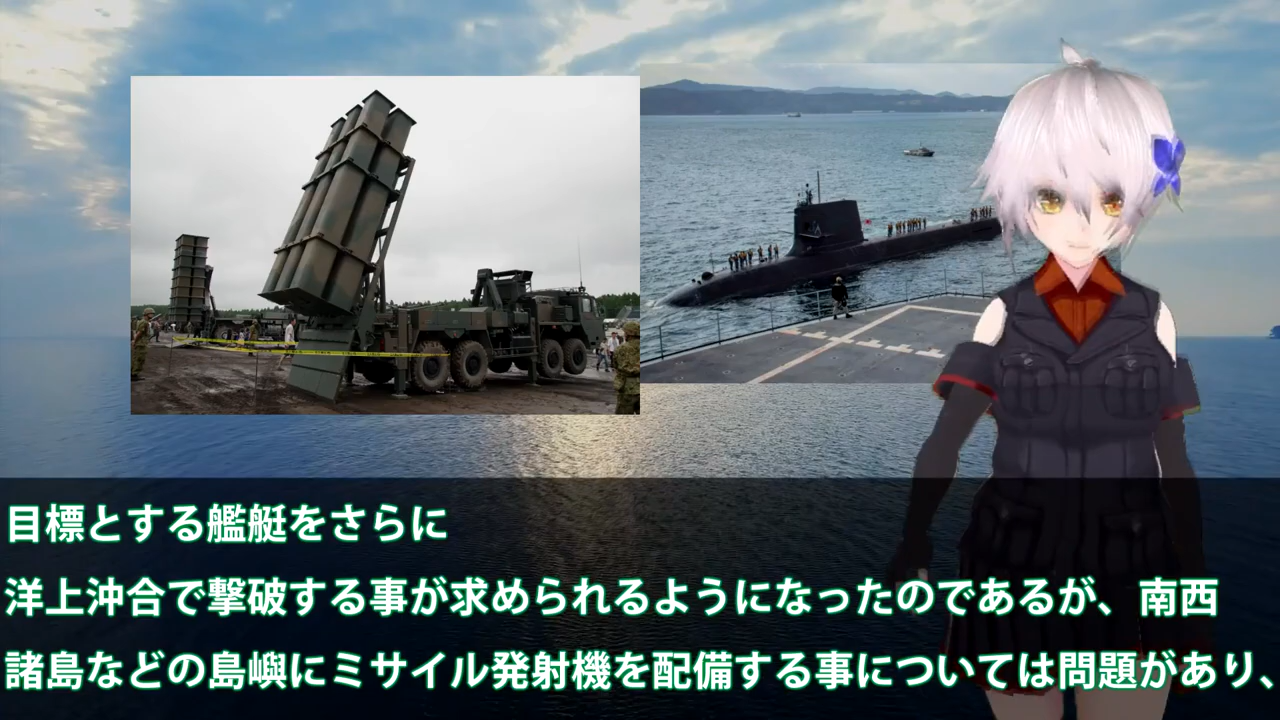 目標とする艦艇をさらに
洋上沖合で撃破する事が求められるようになったのであるが、南西
諸島などの島嶼にミサイル発射機を配備する事については問題があり、